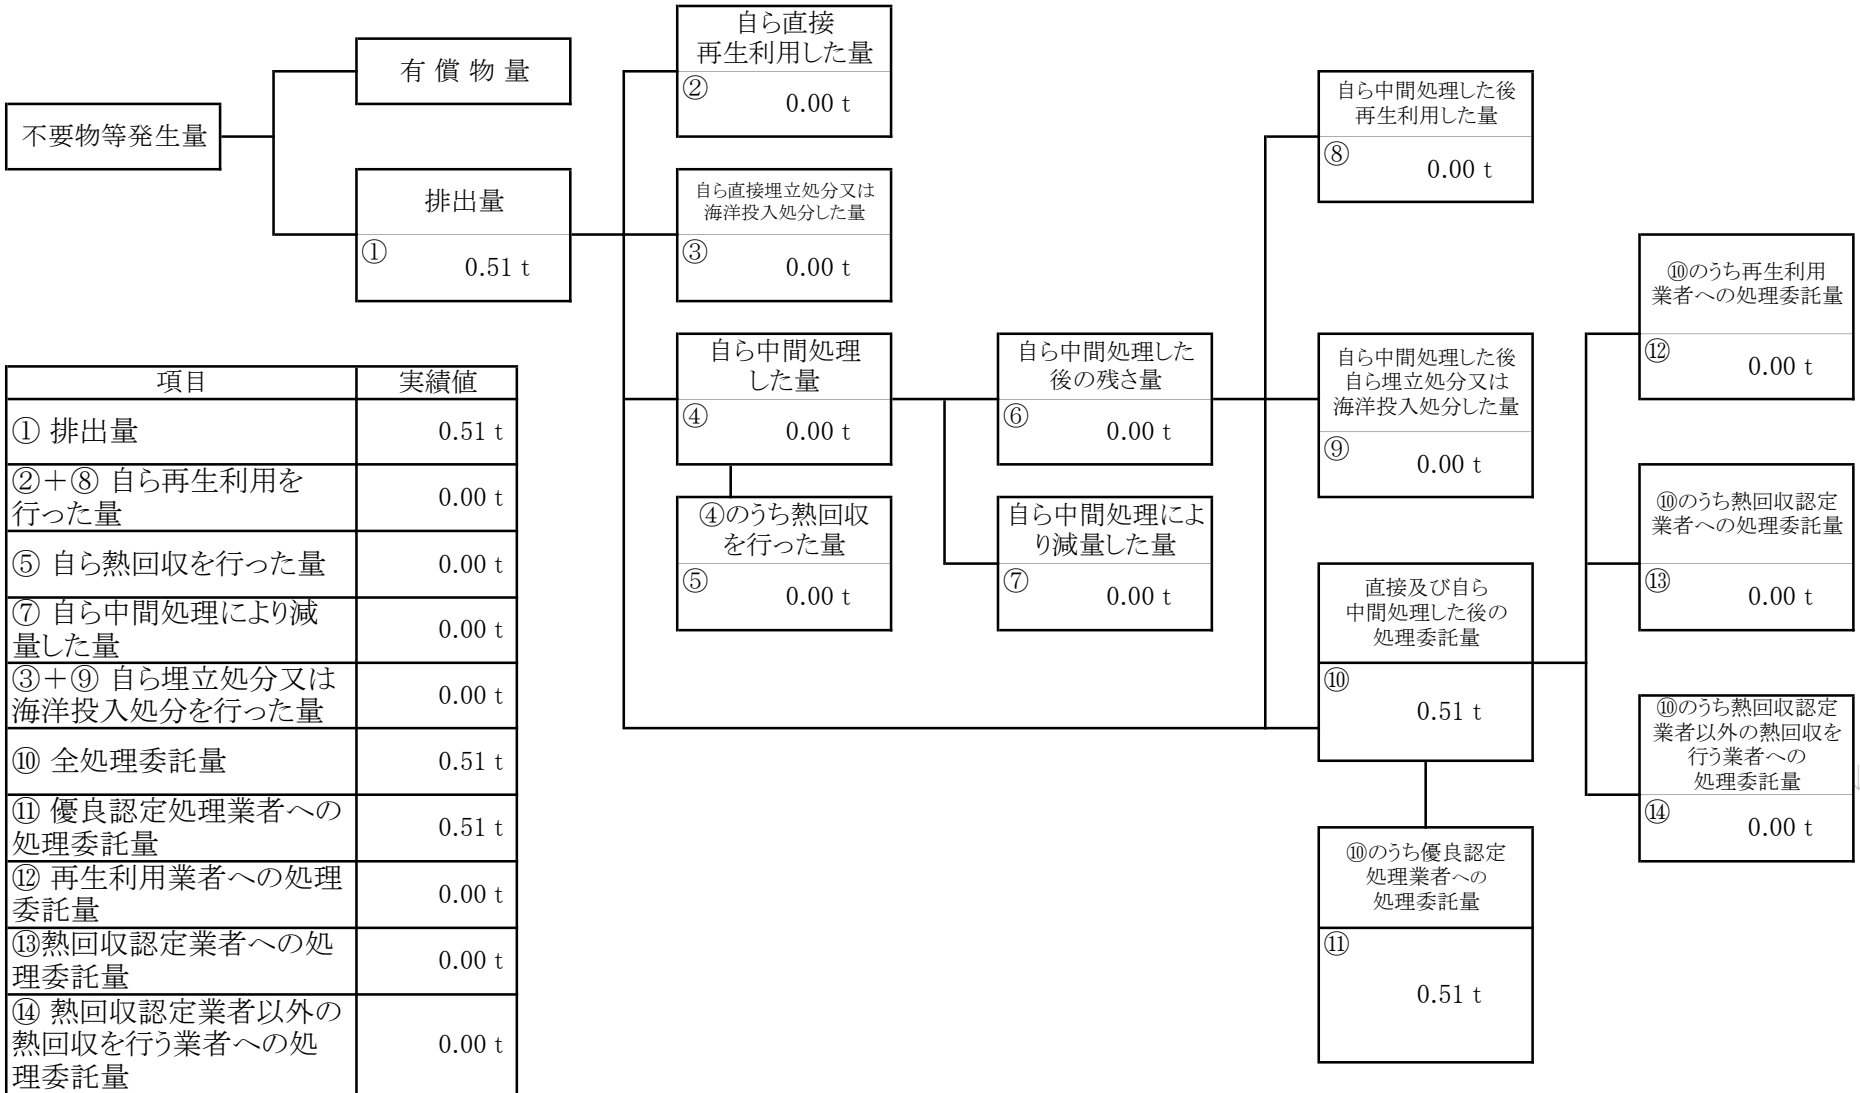 不要物等発生量
有 償 物 量
排出量
①
0.51 t
自ら直接
再生利用した量
②
0.00 t
自ら直接埋立処分又は
海洋投入処分した量
③
0.00 t
自ら中間処理
した量
④
0.00 t
④のうち熱回収
を行った量
⑤
0.00 t
自ら中間処理した
後の残さ量
⑥
0.00 t
自ら中間処理によ
り減量した量
⑦
0.00 t
自ら中間処理した後
再生利用した量
⑧
0.00 t
自ら中間処理した後
自ら埋立処分又は
海洋投入処分した量
⑨
0.00 t
直接及び自ら
中間処理した後の
処理委託量
⑩
0.51 t
⑩のうち優良認定
処理業者への
処理委託量
⑪
0.51 t
⑩のうち再生利用
業者への処理委託量
⑫
0.00 t
⑩のうち熱回収認定
業者への処理委託量
⑬
0.00 t
⑩のうち熱回収認定
業者以外の熱回収を
行う業者への
処理委託量
⑭
0.00 t
項目 実績値
① 排出量 0.51 t
②＋⑧ 自ら再生利用を
行った量 0.00 t
⑤ 自ら熱回収を行った量 0.00 t
⑦ 自ら中間処理により減
量した量 0.00 t
③＋⑨ 自ら埋立処分又は
海洋投入処分を行った量 0.00 t
⑩ 全処理委託量 0.51 t
⑪ 優良認定処理業者への
処理委託量 0.51 t
⑫ 再生利用業者への処理
委託量 0.00 t
⑬熱回収認定業者への処
理委託量 0.00 t
⑭ 熱回収認定業者以外の
熱回収を行う業者への処
理委託量 0.00 t